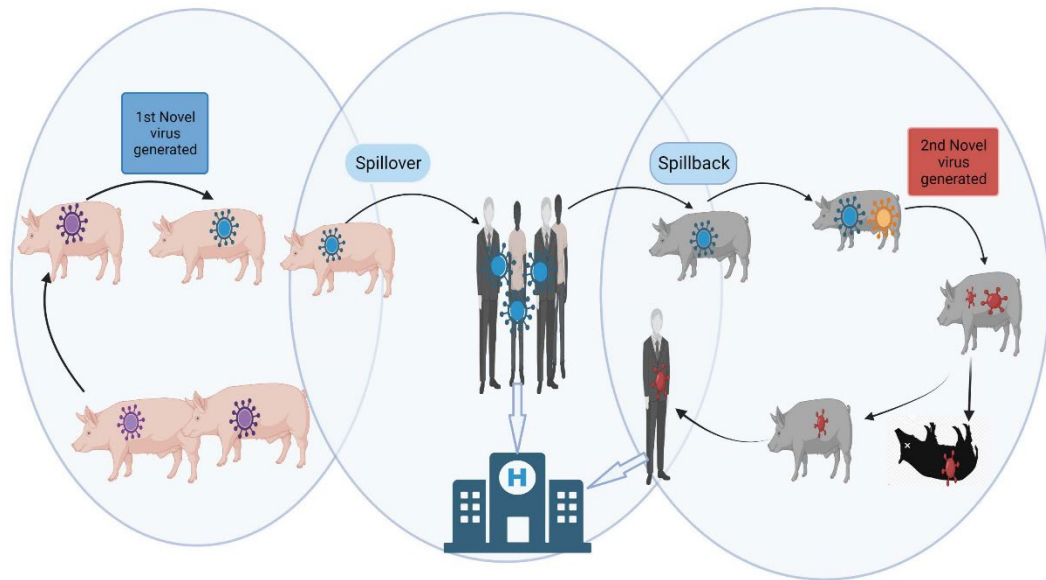 1st Novel
virus
generated
Spillover
Spillback
2nd Novel
virus
generated
H